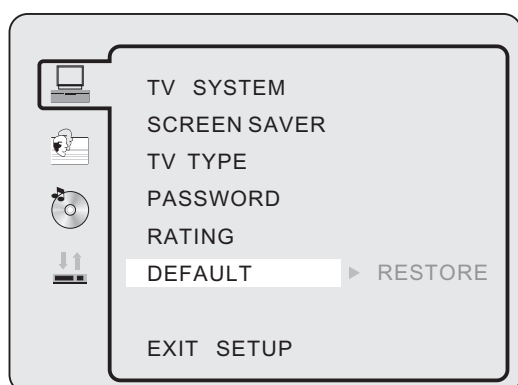 TV SYSTEM
SCREEN SAVER
TV TYPE
PASSWORD
RATING
DEFAULT RESTORE
EXIT SETUP